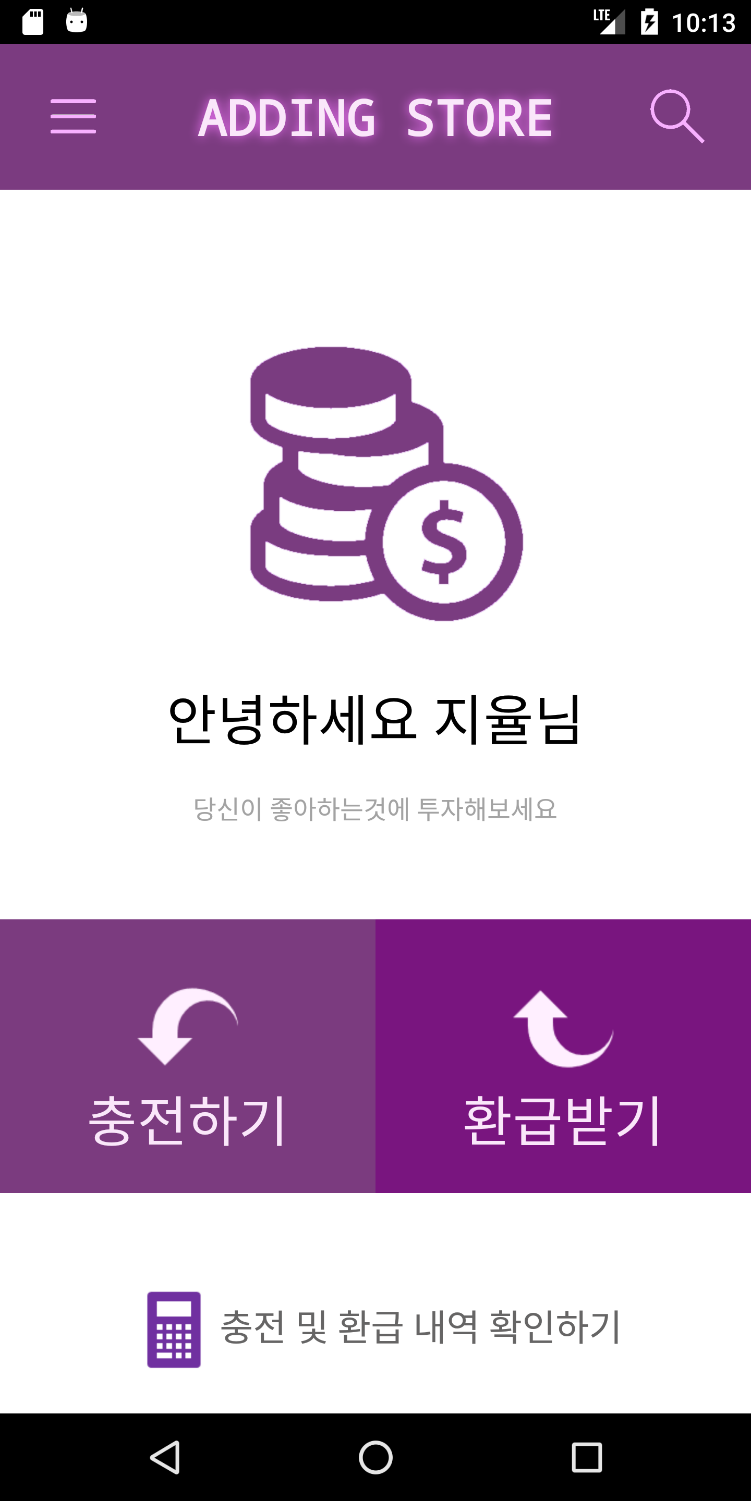 LTE 10:13
ADDING STORE
$
안녕하세요 지율님
당신이 좋아하는것에 투자해보세요
충전하기 환급받기
충전 및 환급 내역 확인하기